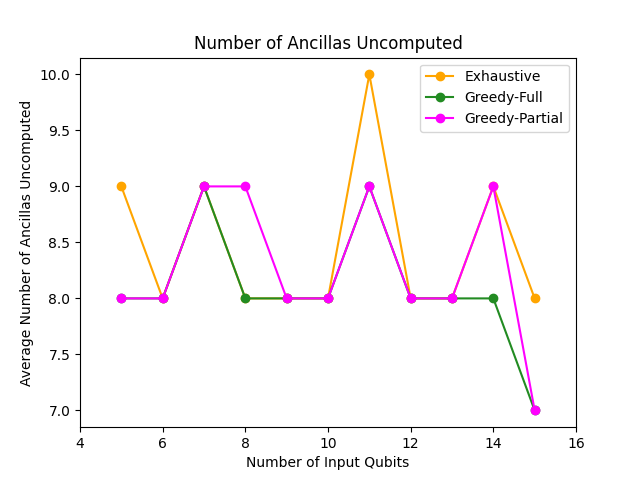 Number of Ancillas Uncomputed
Exhaustive
Greedy-Full
Greedy-Partial
Average Number of Ancillas Uncomputed
10.0
9.5
9.0
8.5
8.0
7.5
7.0
4 6 8 10 12 14 16
Number of Input Qubits